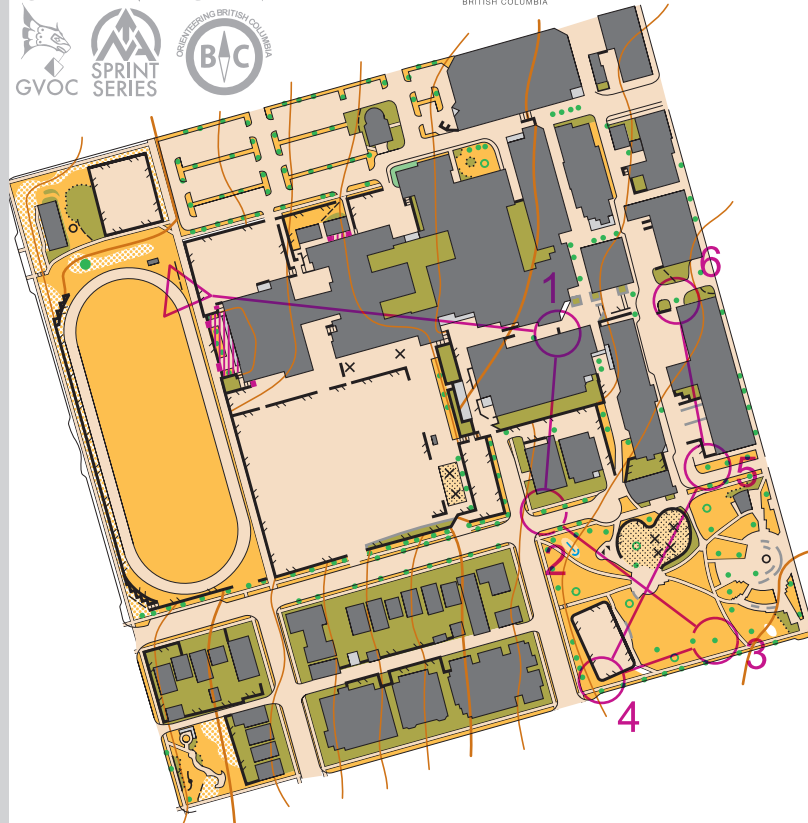 BRITISH COLUMBIA
GVOC
SPRINT
SERIES
ORIENTEERING BRITISH COLUMBIA
B C
1
2
3
4
5
6